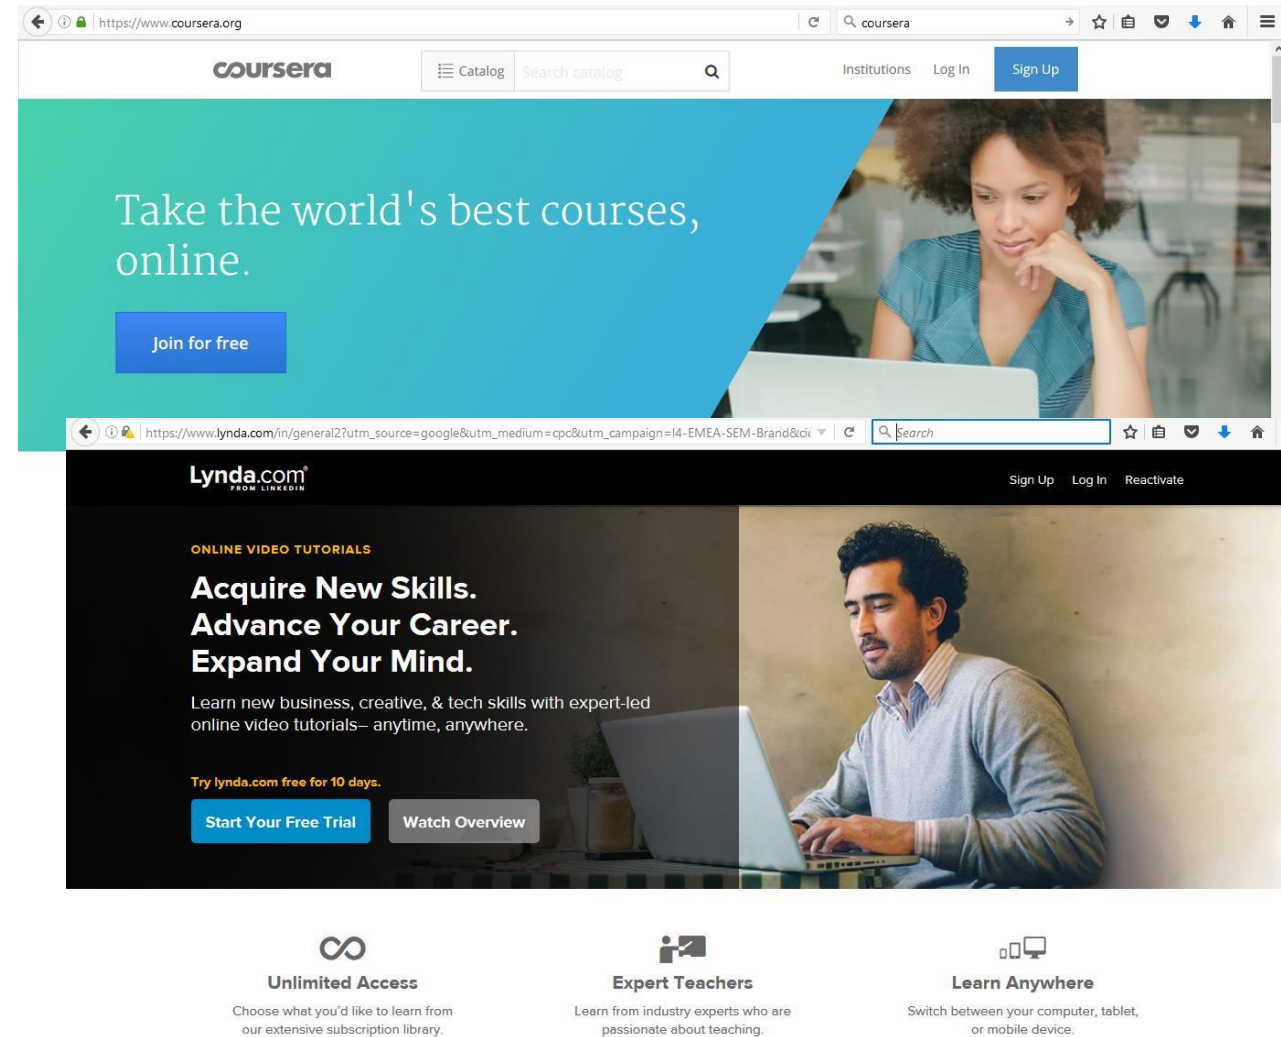 https://www.coursera.org
coursera
coursera
Catalog
Search catalog
Institutions
Log In
Sign Up
Take the world's best courses,
online.
Join for free
https://www.lynda.com/in/general2?utm_source=google&utm_medium=cpc&utm_campaign=l4-EMEA-SEM-Brand&cid
Search
Lynda.com®
FROM LINKEDIN
Sign Up
Log In
Reactivate
ONLINE VIDEO TUTORIALS
Acquire New Skills.
Advance Your Career.
Expand Your Mind.
Learn new business, creative, & tech skills with expert-led
online video tutorials– anytime, anywhere.
Try lynda.com free for 10 days.
Start Your Free Trial
Watch Overview
Unlimited Access
Choose what you'd like to learn from
our extensive subscription library.
Expert Teachers
Learn from industry experts who are
passionate about teaching.
Learn Anywhere
Switch between your computer, tablet,
or mobile device.